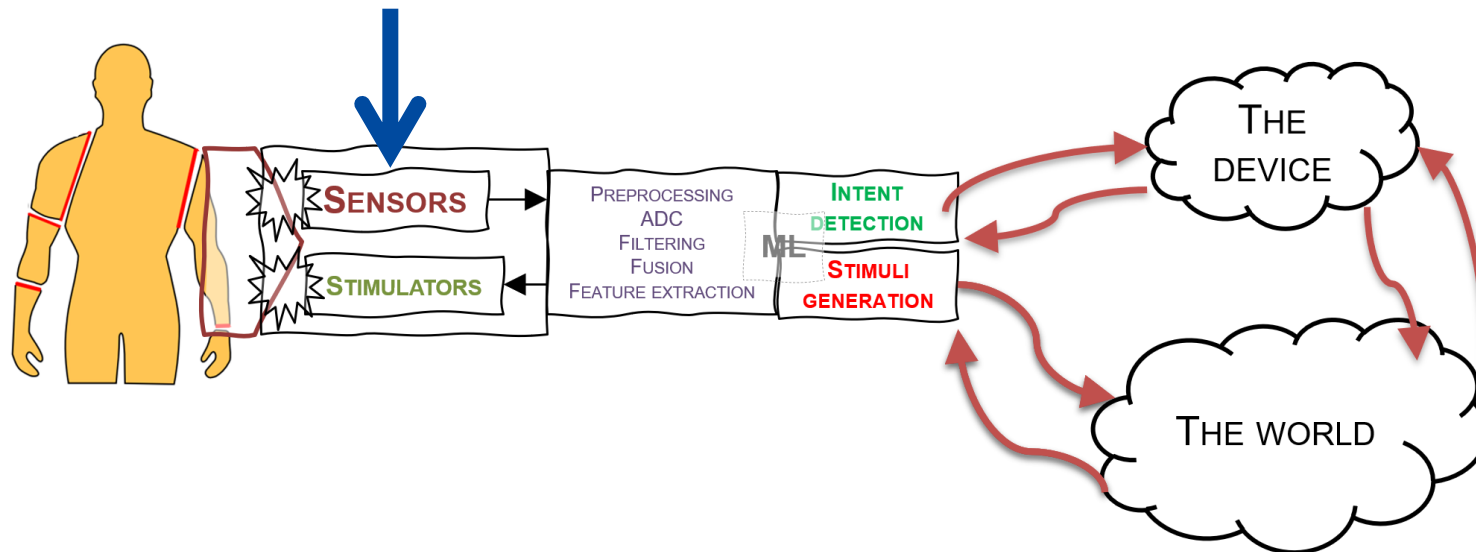 SENSORS
STIMULATORS
PREPROCESSING
ADC
FILTERING
FUSION
FEATURE EXTRACTION
ML
INTENT
DETECTION
STIMULI
GENERATION
THE
DEVICE
THE WORLD